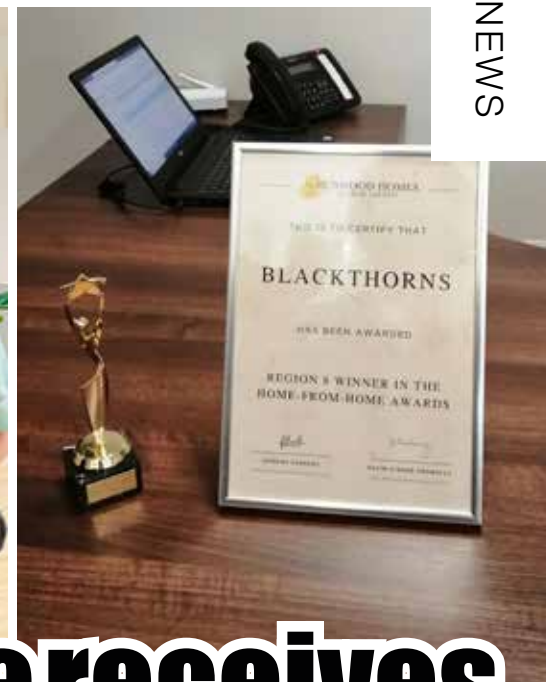 NEWS
THIS IS TO CERTIFY THAT
BLACKTHORNS
HAS BEEN AWARDED
REGION 8 WINNER IN THE
HOME-FROM-HOME AWARDS
receives